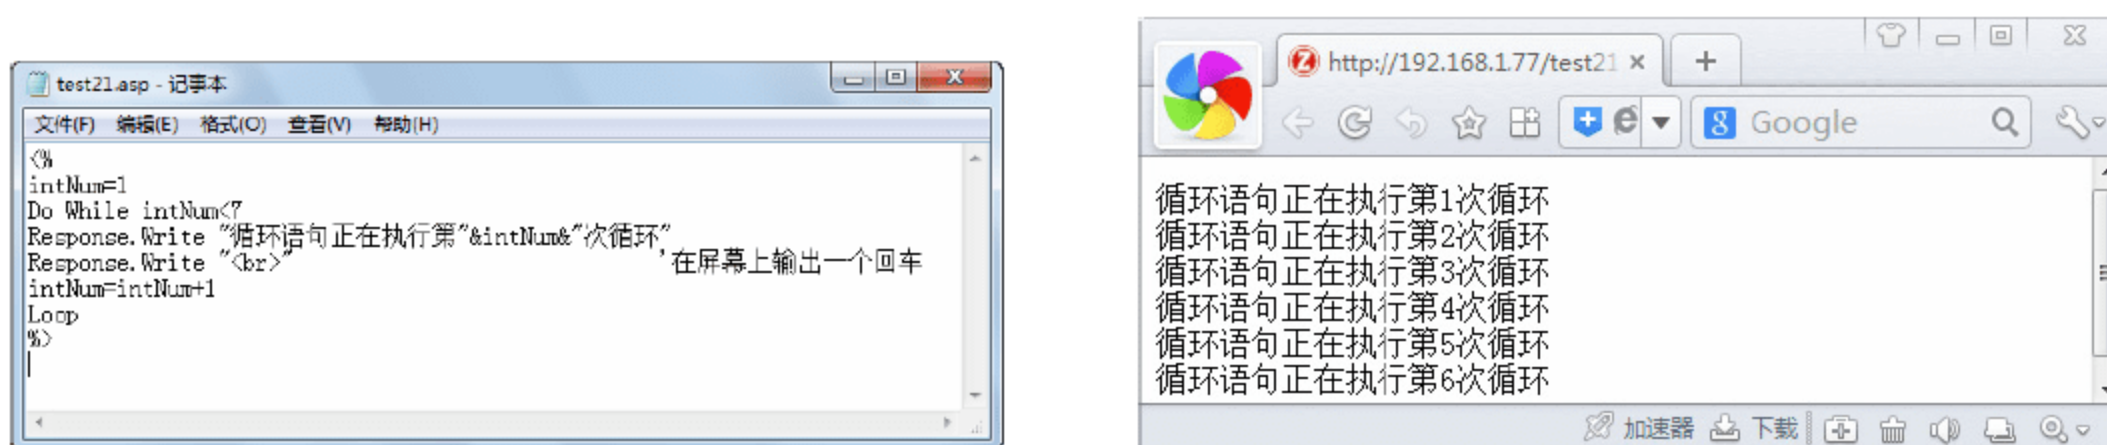 test21.asp - 记事本
文件(F) 编辑(E) 格式(O) 查看(V) 帮助(H)
<%
intNum=1
Do While intNum<7
Response.Write "循环语句正在执行第"&intNum&"次循环"
Response.Write "<br>" '在屏幕上输出一个回车
intNum=intNum+1
Loop
%>
http://192.168.1.77/test21
Google
循环语句正在执行第1次循环
循环语句正在执行第2次循环
循环语句正在执行第3次循环
循环语句正在执行第4次循环
循环语句正在执行第5次循环
循环语句正在执行第6次循环
加速器 下载